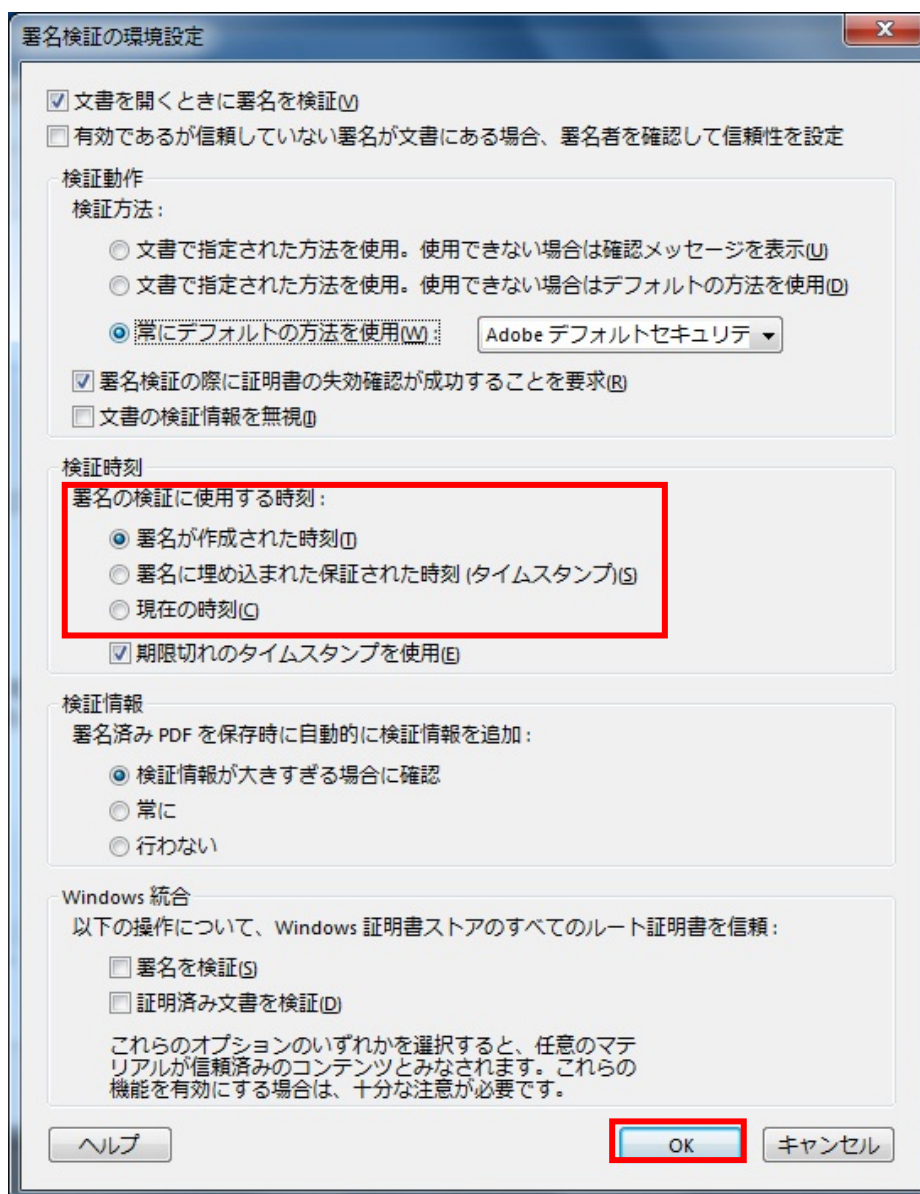 署名検証の環境設定
文書を開くときに署名を検証(V)
有効であるが信頼していない署名が文書にある場合、署名者を確認して信頼性を設定
検証動作
検証方法:
文書で指定された方法を使用。使用できない場合は確認メッセージを表示(U)
文書で指定された方法を使用。使用できない場合はデフォルトの方法を使用(D)
常にデフォルトの方法を使用(W): Adobe デフォルトセキュリテ
署名検証の際に証明書の失効確認が成功することを要求(R)
文書の検証情報を無視(I)
検証時刻
署名の検証に使用する時刻:
署名が作成された時刻(T)
署名に埋め込まれた保証された時刻 (タイムスタンプ)(S)
現在の時刻(C)
期限切れのタイムスタンプを使用(E)
検証情報
署名済み PDF を保存時に自動的に検証情報を追加:
検証情報が大きすぎる場合に確認
常に
行わない
Windows 統合
以下の操作について、Windows 証明書ストアのすべてのルート証明書を信頼:
署名を検証(S)
証明済み文書を検証(D)
これらのオプションのいずれかを選択すると、任意のマテ
リアルが信頼済みのコンテンツとみなされます。これらの
機能を有効にする場合は、十分な注意が必要です。
ヘルプ OK キャンセル